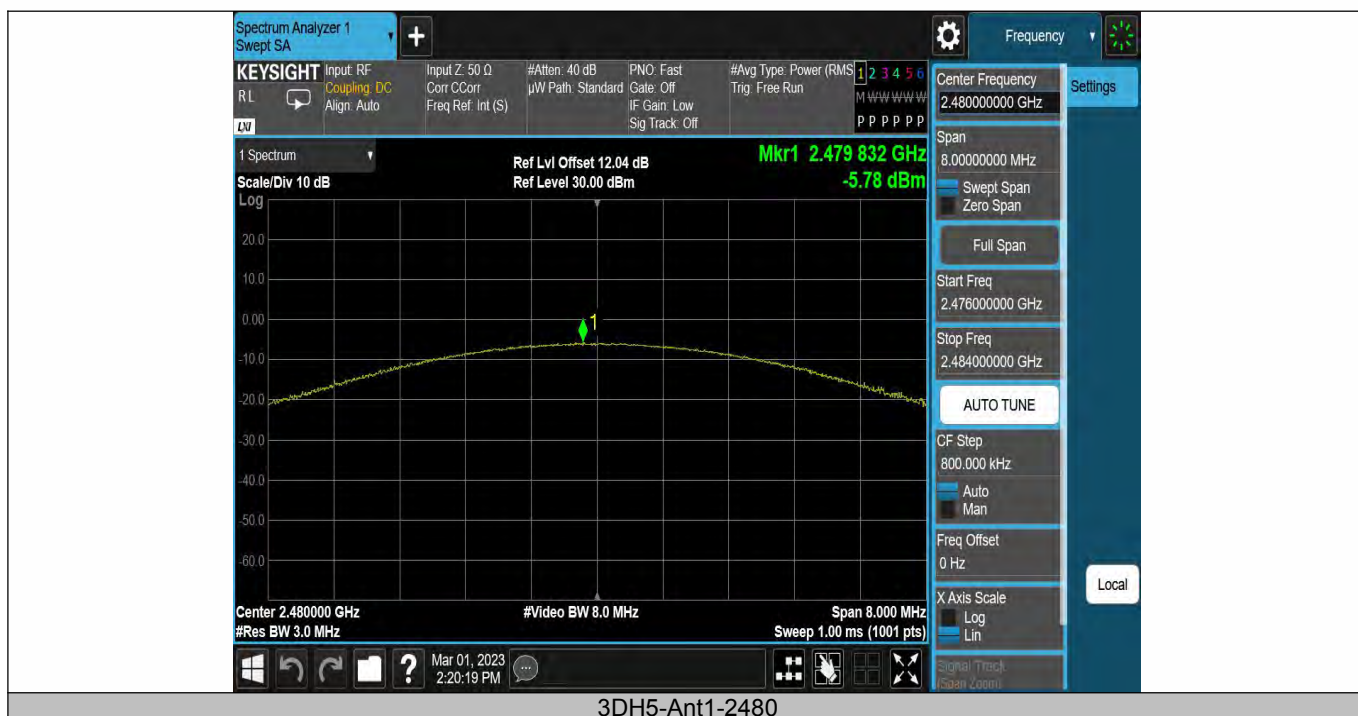 Spectrum Analyzer 1
Swept SA
+
Frequency
KEYSIGHT
R L
LXI
Input: RF
Coupling: DC
Align: Auto
Input Z: 50 Ω
Corr CCorr
Freq Ref: Int (S)
#Atten: 40 dB
µW Path: Standard
PNO: Fast
Gate: Off
IF Gain: Low
Sig Track: Off
#Avg Type: Power (RMS
Trig: Free Run
1 2 3 4 5 6
M W W W W W
P P P P P P
1 Spectrum
Scale/Div 10 dB
Log
Ref Lvl Offset 12.04 dB
Ref Level 30.00 dBm
Mkr1 2.479 832 GHz
-5.78 dBm
20.0
10.0
0.00
-10.0
-20.0
-30.0
-40.0
-50.0
-60.0
1
Center 2.480000 GHz
#Res BW 3.0 MHz
#Video BW 8.0 MHz
Span 8.000 MHz
Sweep 1.00 ms (1001 pts)
Center Frequency
2.480000000 GHz
Settings
Span
8.00000000 MHz
Swept Span
Zero Span
Full Span
Start Freq
2.476000000 GHz
Stop Freq
2.484000000 GHz
AUTO TUNE
CF Step
800.000 kHz
Auto
Man
Freq Offset
0 Hz
X Axis Scale
Log
Lin
Signal Track
(Span Zoom)
Local
?
Mar 01, 2023
2:20:19 PM
3DH5-Ant1-2480